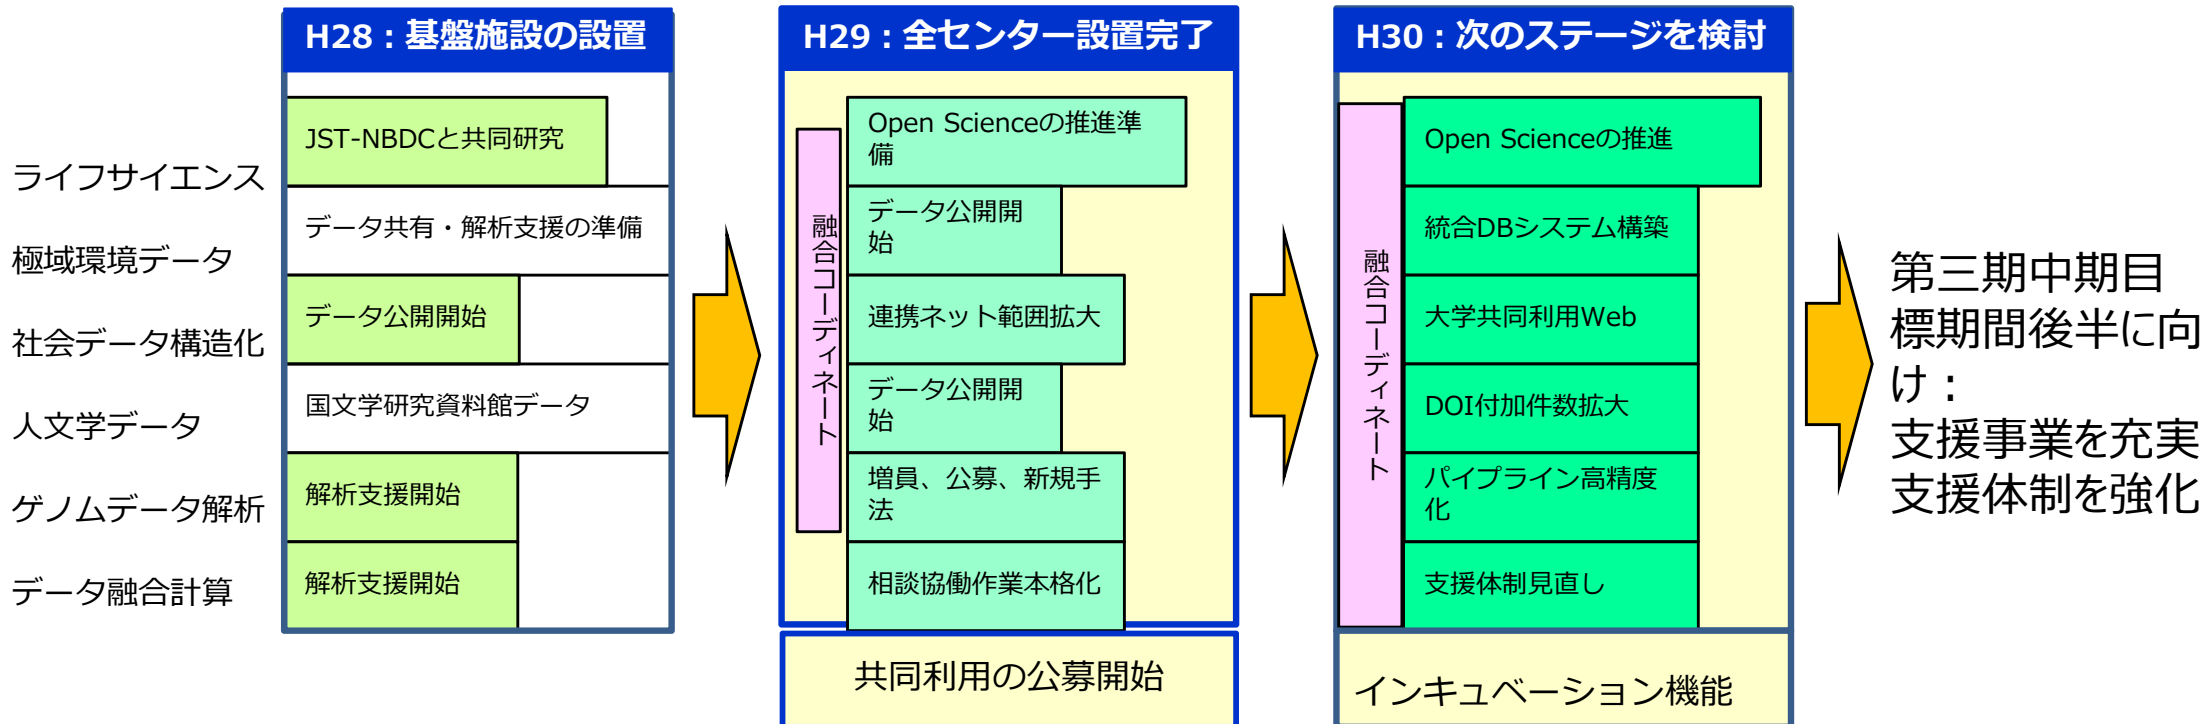 H28：基盤施設の設置
H29：全センター設置完了
H30：次のステージを検討
ライフサイエンス
極域環境データ
社会データ構造化
人文学データ
ゲノムデータ解析
データ融合計算
JST-NBDCと共同研究
データ共有・解析支援の準備
データ公開開始
国文学研究資料館データ
解析支援開始
解析支援開始
融合コーディネート
Open Scienceの推進準
備
データ公開開
始
連携ネット範囲拡大
データ公開開
始
増員、公募、新規手
法
相談協働作業本格化
共同利用の公募開始
融合コーディネート
Open Scienceの推進
統合DBシステム構築
大学共同利用Web
DOI付加件数拡大
パイプライン高精度
化
支援体制見直し
インキュベーション機能
第三期中期目
標期間後半に向
け：
支援事業を充実
支援体制を強化